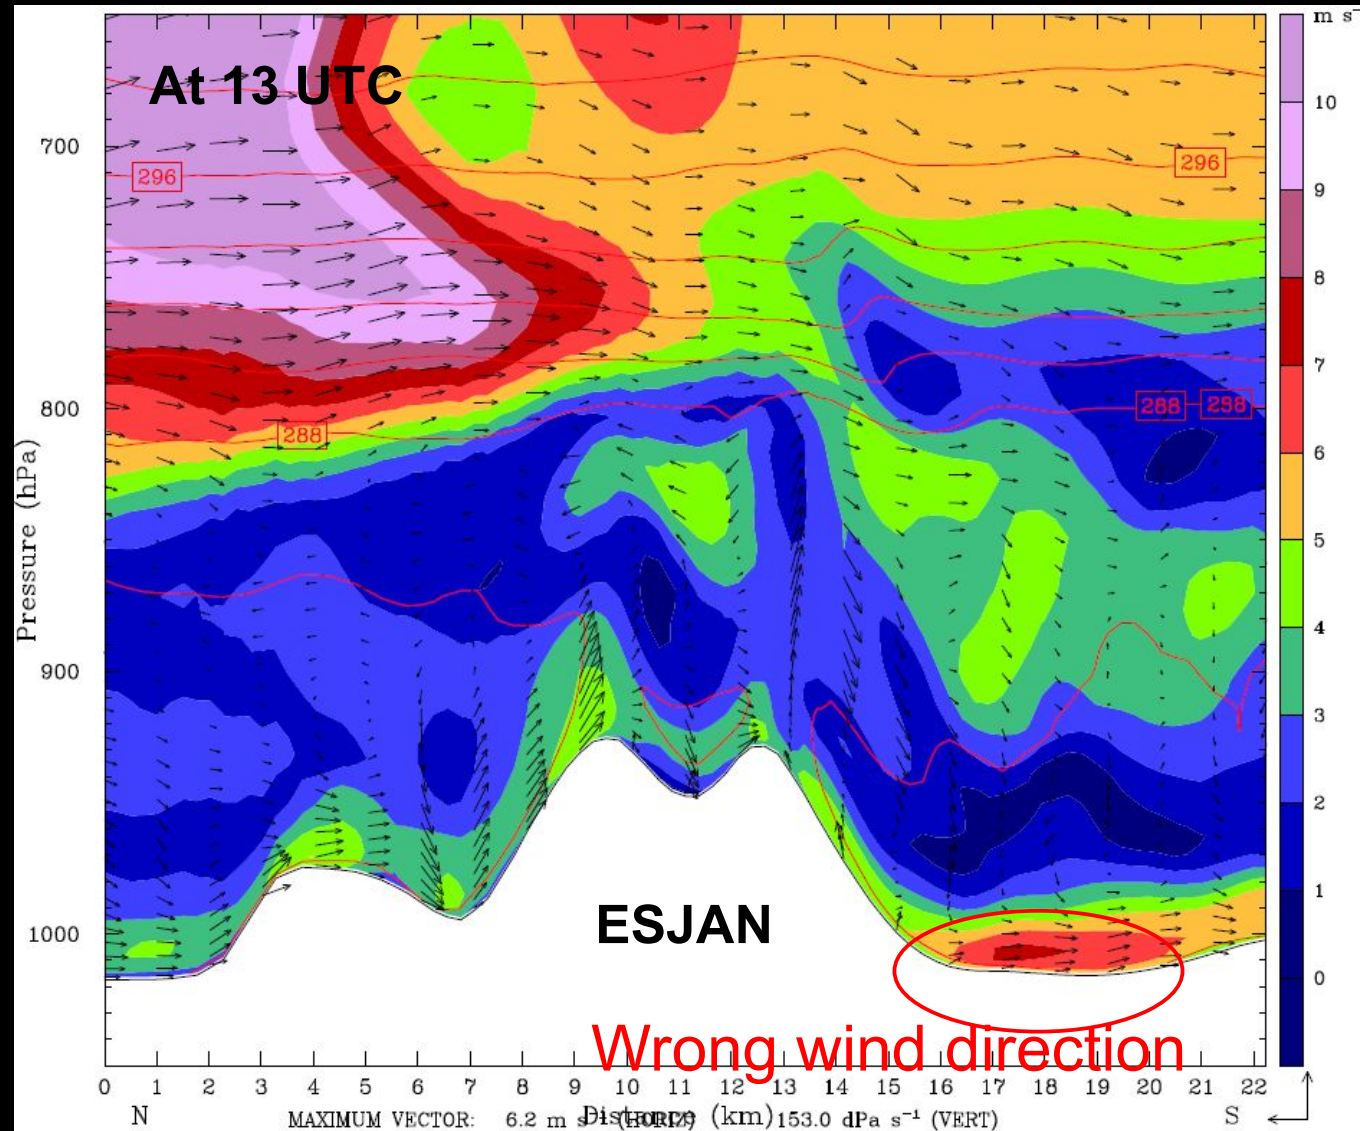 m s⁻
At 13 UTC
10
700
296
296
9
8
7
800
288
288
288
6
Pressure (hPa)
5
4
900
3
2
1
ESJAN
1000
0
Wrong wind direction
0 1 2 3 4 5 6 7 8 9 10 11 12 13 14 15 16 17 18 19 20 21 22
N
Distance (km)
S
MAXIMUM VECTOR: 6.2 m s⁻¹ (HORIZ) 153.0 dPa s⁻¹ (VERT)